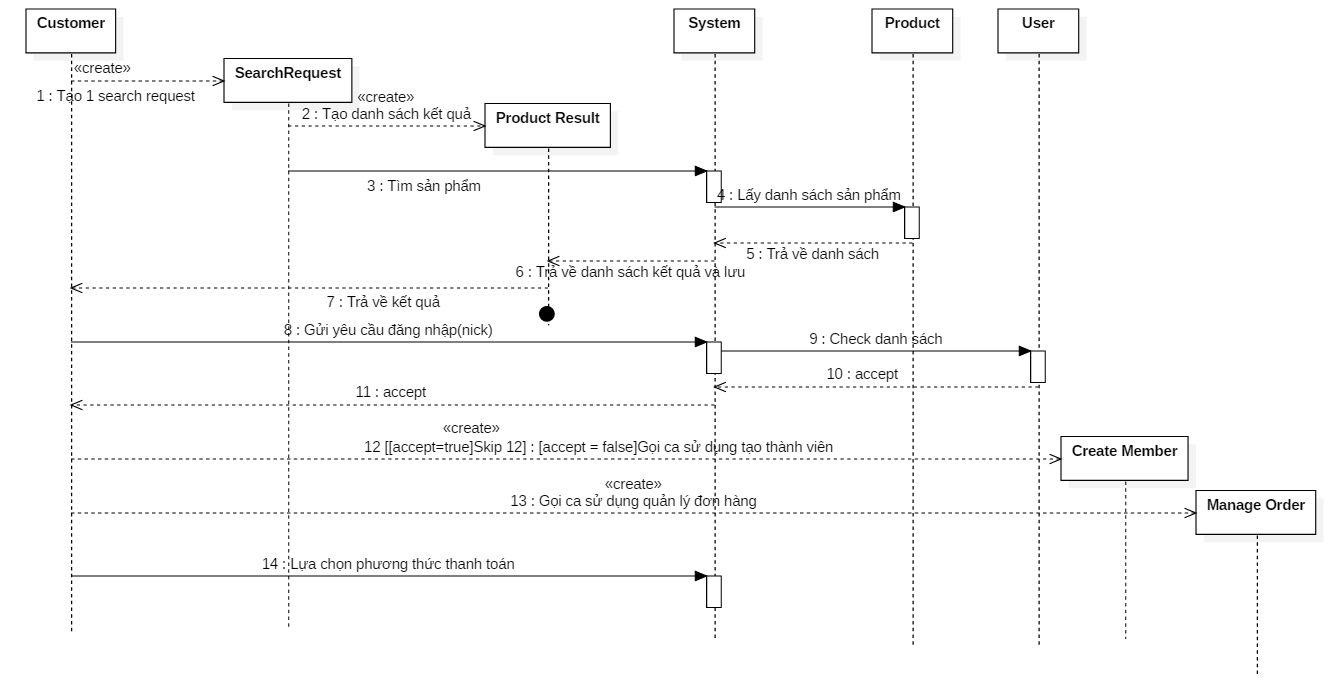 Customer
System
Product
User
«create»
SearchRequest
1 : Tạo 1 search request
«create»
2 : Tạo danh sách kết quả
Product Result
3 : Tìm sản phẩm
4 : Lấy danh sách sản phẩm
5 : Trả về danh sách
6 : Trả về danh sách kết quả và lưu
7 : Trả về kết quả
8 : Gửi yêu cầu đăng nhập(nick)
9 : Check danh sách
10 : accept
11 : accept
«create»
12 [[accept=true]Skip 12] : [accept = false]Gọi ca sử dụng tạo thành viên
Create Member
«create»
13 : Gọi ca sử dụng quản lý đơn hàng
Manage Order
14 : Lựa chọn phương thức thanh toán